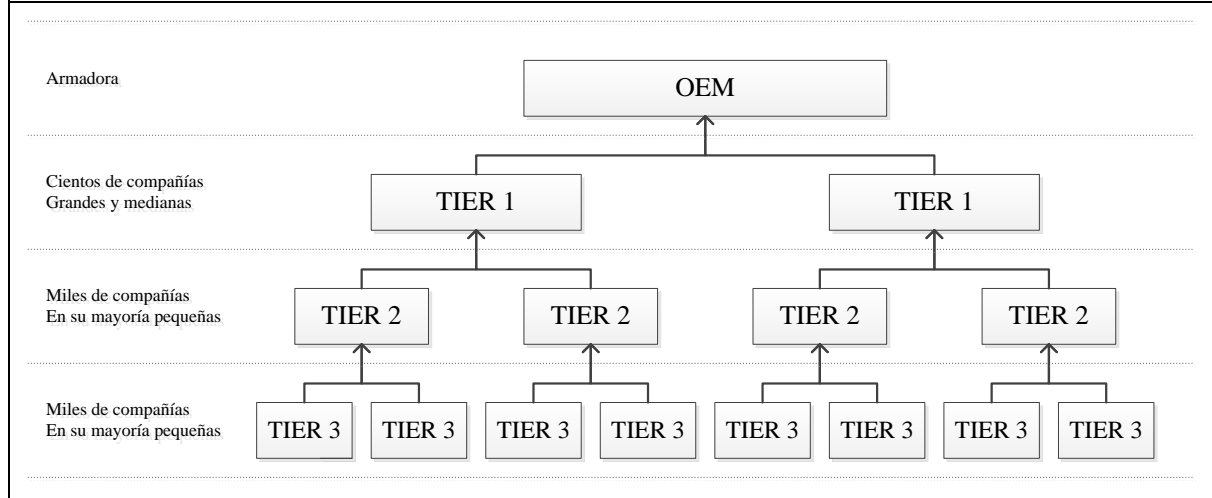 Armadora
OEM
Cientos de compañías
Grandes y medianas
TIER 1
TIER 1
Miles de compañías
En su mayoría pequeñas
TIER 2
TIER 2
TIER 2
TIER 2
Miles de compañías
En su mayoría pequeñas
TIER 3
TIER 3
TIER 3
TIER 3
TIER 3
TIER 3
TIER 3
TIER 3